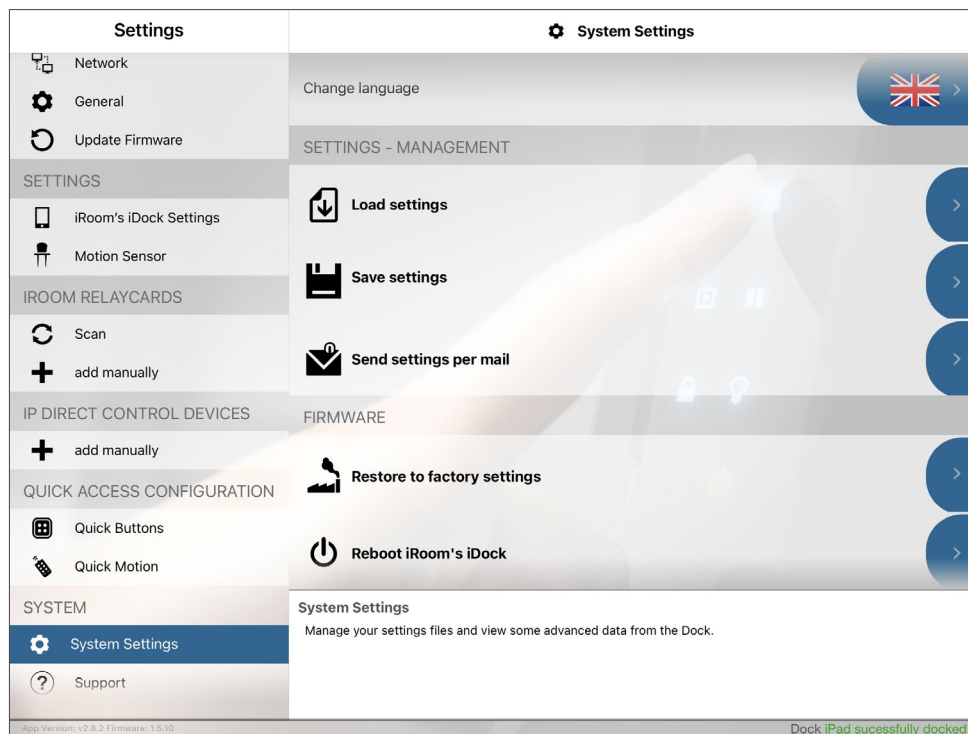 Settings
Network
General
Update Firmware
SETTINGS
iRoom's iDock Settings
Motion Sensor
IROOM RELAYCARDS
Scan
add manually
IP DIRECT CONTROL DEVICES
add manually
QUICK ACCESS CONFIGURATION
Quick Buttons
Quick Motion
SYSTEM
System Settings
Support
App Version: v2.8.2 Firmware: 1.5.10
System Settings
Change language
SETTINGS - MANAGEMENT
Load settings
Save settings
Send settings per mail
FIRMWARE
Restore to factory settings
Reboot iRoom's iDock
System Settings
Manage your settings files and view some advanced data from the Dock.
Dock iPad sucessfully docked